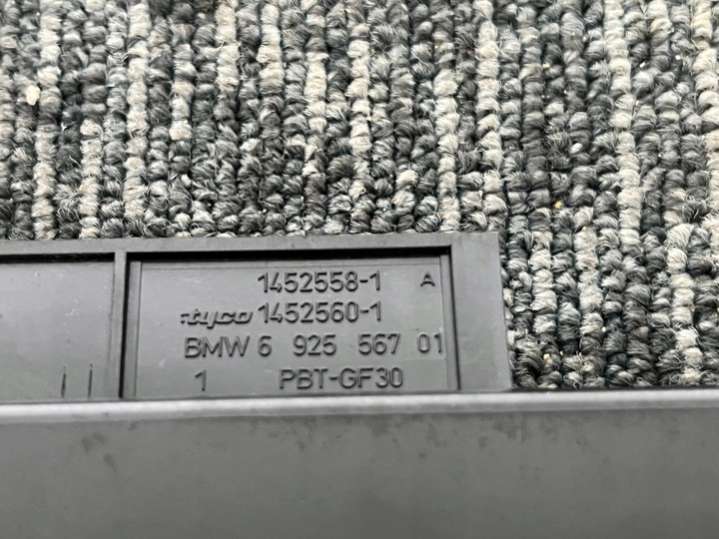 1452558-1 A
tyco 1452560-1
BMW 6 925 567 01
1 PBT-GF30